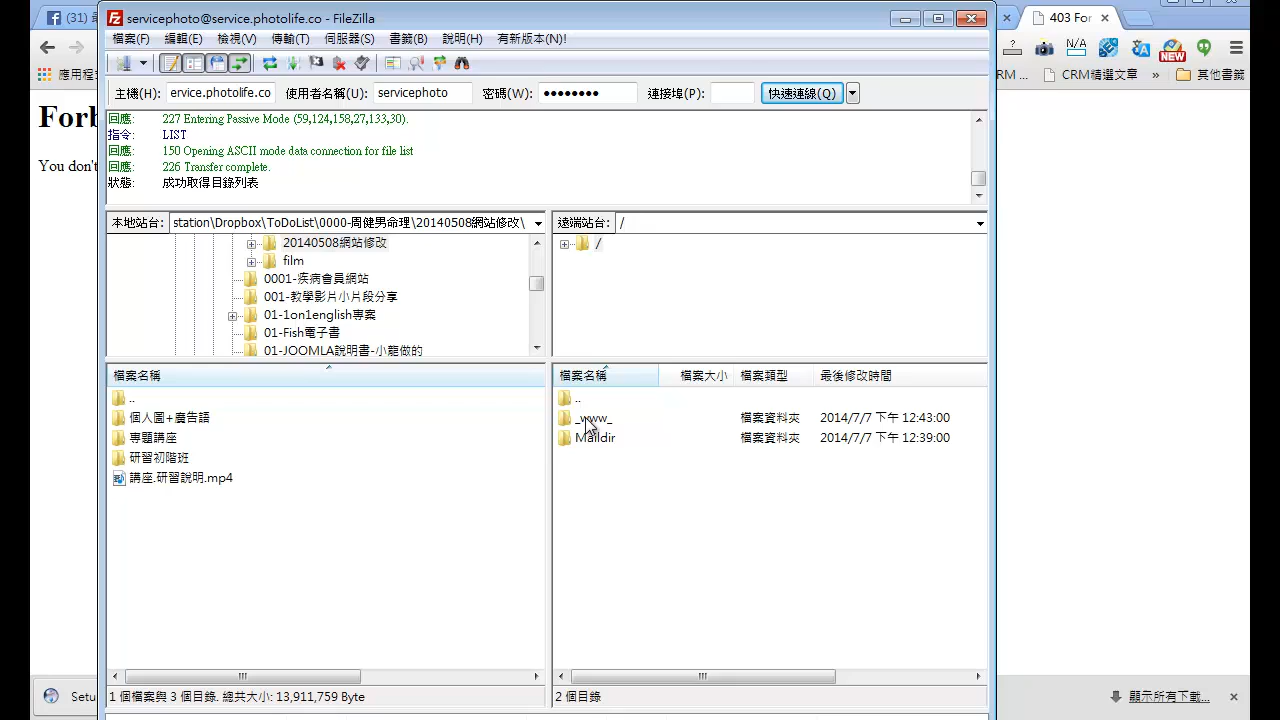 (31) 最
servicephoto@service.photolife.co - FileZilla
403 For
檔案(F) 編輯(E) 檢視(V) 傳輸(T) 伺服器(S) 書籤(B) 說明(H) 有新版本(N)!
?
N/A
NEW
應用程
RM ...
CRM精選文章
»
其他書籤
主機(H): ervice.photolife.co 使用者名稱(U): servicephoto 密碼(W): ●●●●●●●● 連接埠(P): 快速連線(Q)
Forb
You don't
回應: 227 Entering Passive Mode (59,124,158,27,133,30).
指令: LIST
回應: 150 Opening ASCII mode data connection for file list
回應: 226 Transfer complete.
狀態: 成功取得目錄列表
本地站台: station\Dropbox\ToDoList\0000-周健男命理\20140508網站修改\
遠端站台: /
20140508網站修改
film
0001-疾病會員網站
001-教學影片小片段分享
01-1on1english專案
01-Fish電子書
01-JOOMLA說明書-小龍做的
/
檔案名稱
檔案名稱 檔案大小 檔案類型 最後修改時間
..
個人圖+廣告語
專題講座
研習初階班
講座.研習說明.mp4
..
_www_ 檔案資料夾 2014/7/7 下午 12:43:00
Maildir 檔案資料夾 2014/7/7 下午 12:39:00
1 個檔案與 3 個目錄. 總共大小: 13,911,759 Byte
2 個目錄
Setu
顯示所有下載...